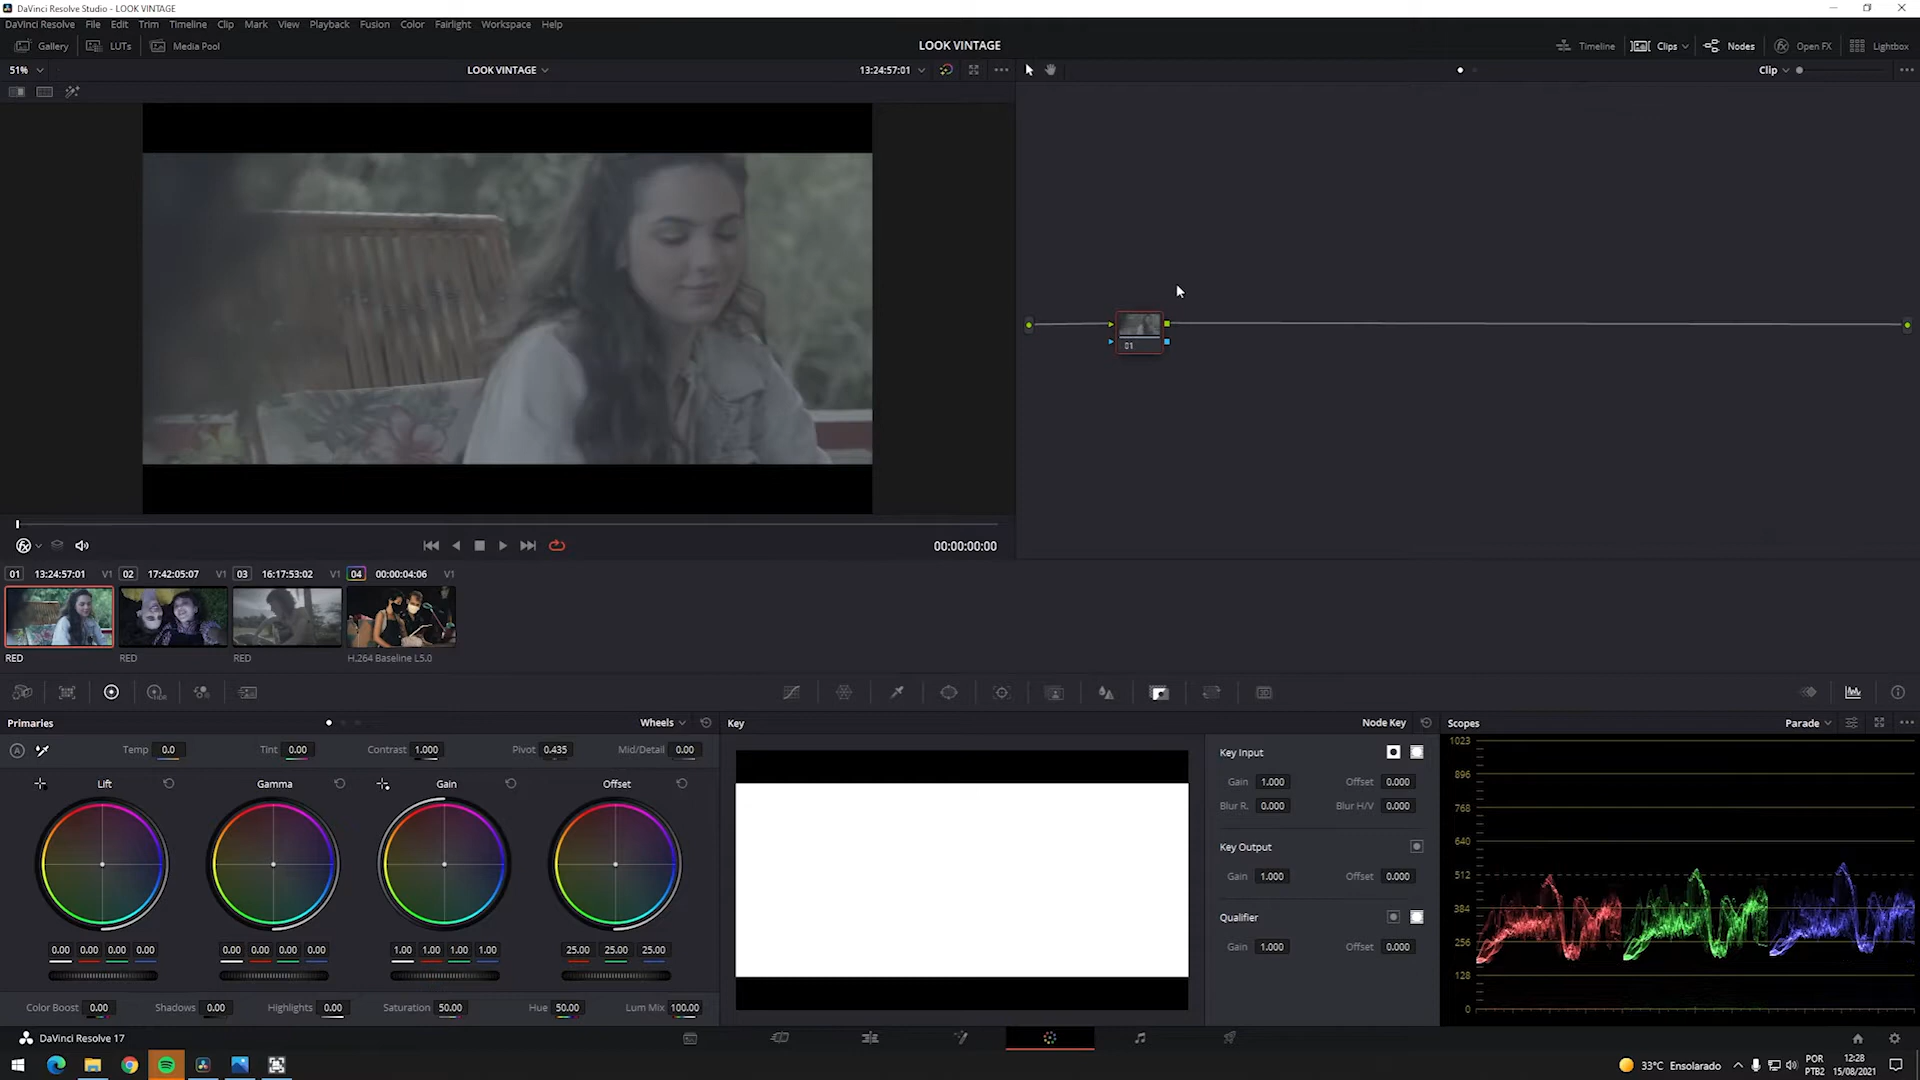 DaVinci Resolve Studio - LOOK VINTAGE
DaVinci Resolve File Edit Trim Timeline Clip Mark View Playback Fusion Color Fairlight Workspace Help
Gallery LUTs Media Pool LOOK VINTAGE Timeline Clips Nodes Open FX Lightbox
51% LOOK VINTAGE 13:24:57:01 Clip
01
00:00:00:00
01 13:24:57:01 V1 02 17:42:05:07 V1 03 16:17:53:02 V1 04 00:00:04:06 V1
RED RED RED H.264 Baseline L5.0
HDR
3D
Primaries Wheels Key Node Key Scopes Parade
A Temp 0.0 Tint 0.00 Contrast 1.000 Pivot 0.435 Mid/Detail 0.00
Lift Gamma Gain Offset
0.00 0.00 0.00 0.00 0.00 0.00 0.00 0.00 1.00 1.00 1.00 1.00 25.00 25.00 25.00
Color Boost 0.00 Shadows 0.00 Highlights 0.00 Saturation 50.00 Hue 50.00 Lum Mix 100.00
Key Input
Gain 1.000 Offset 0.000
Blur R. 0.000 Blur H/V 0.000
Key Output
Gain 1.000 Offset 0.000
Qualifier
Gain 1.000 Offset 0.000
1023
896
768
640
512
384
256
128
0
DaVinci Resolve 17
33°C Ensolarado POR PTB2 12:28 15/08/2021